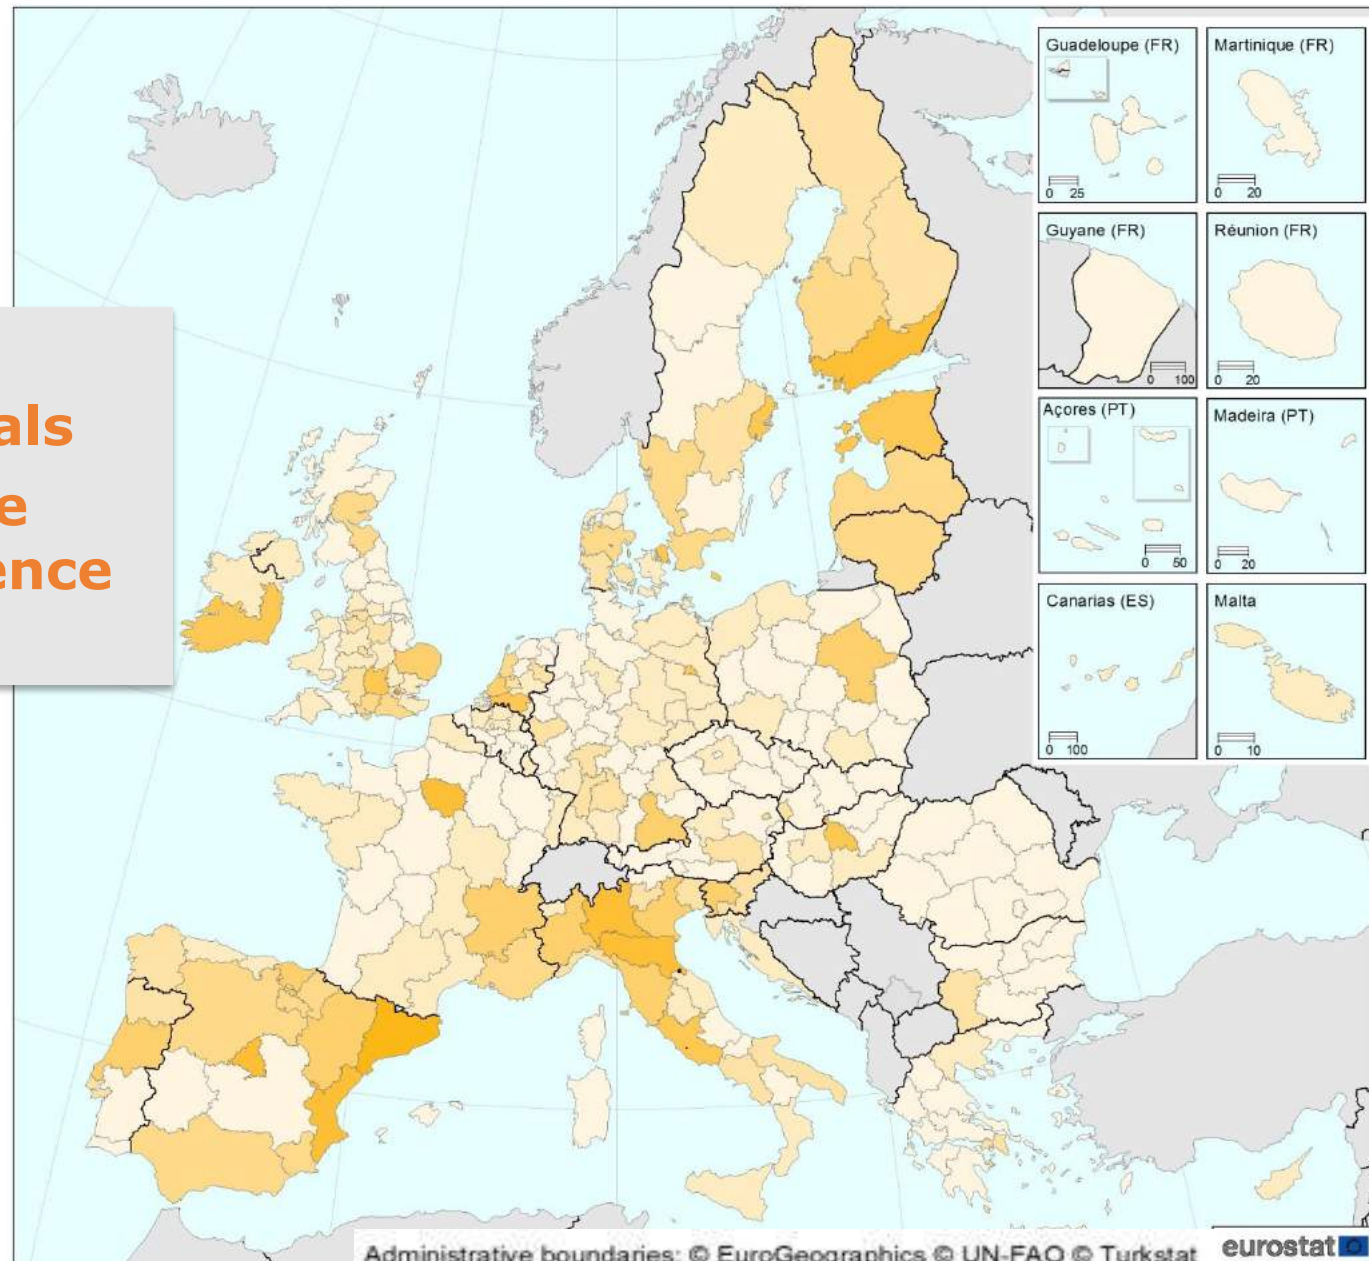 als
e
ence
Guadeloupe (FR)
0 25
Martinique (FR)
0 20
Guyane (FR)
0 100
Réunion (FR)
0 20
Açores (PT)
0 50
Madeira (PT)
0 20
Canarias (ES)
0 100
Malta
0 10
Administrative boundaries: © EuroGeographics © UN-FAO © Turkstat
eurostat